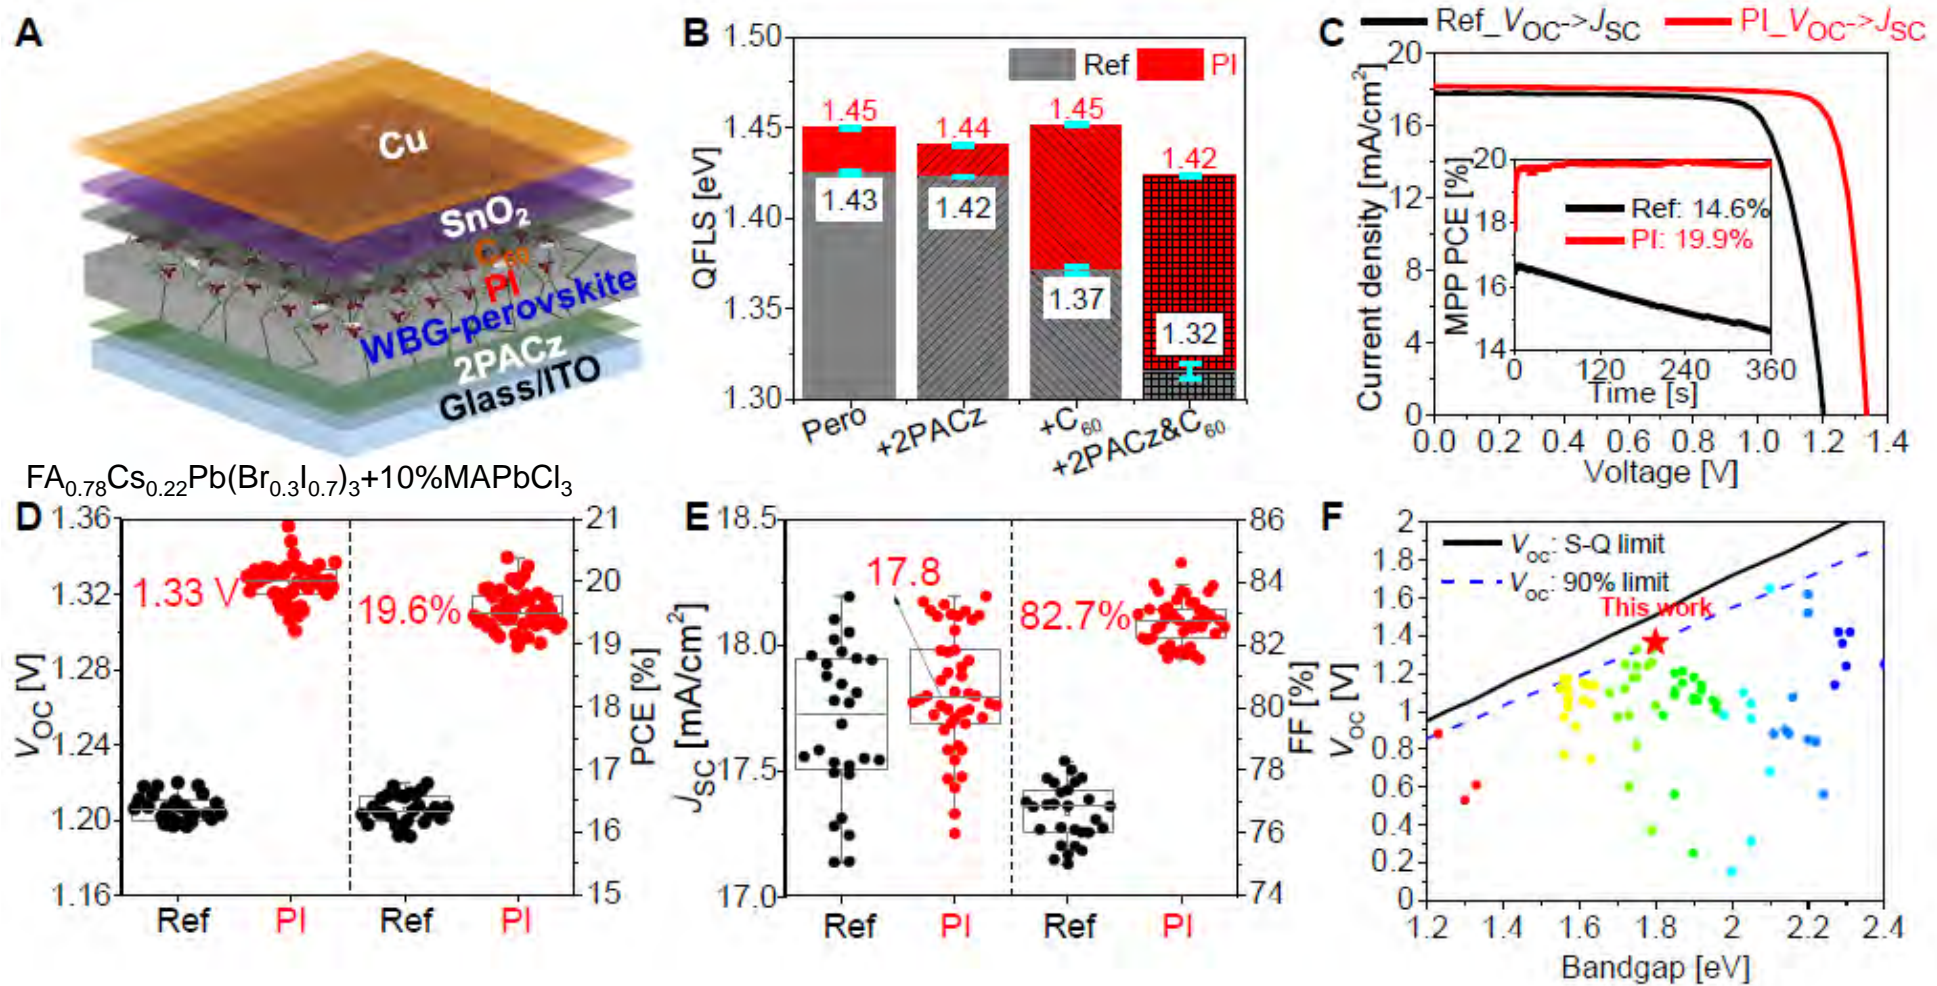 A
Cu
SnO2
C60
PI
WBG-perovskite
2PACz
Glass/ITO
FA0.78Cs0.22Pb(Br0.3I0.7)3+10%MAPbCl3
B
QFLS [eV]
1.50
1.45
1.40
1.35
1.30
Ref
PI
1.45
1.44
1.45
1.42
1.43
1.42
1.37
1.32
Pero
+2PACz
+C60
+2PACz&C60
C
Ref_VOC->JSC
PI_VOC->JSC
Current density [mA/cm2]
20
16
12
8
4
0
0.0 0.2 0.4 0.6 0.8 1.0 1.2 1.4
Voltage [V]
MPP PCE [%]
20
18
16
14
Ref: 14.6%
PI: 19.9%
0 120 240 360
Time [s]
D
VOC [V]
1.36
1.32
1.28
1.24
1.20
1.16
1.33 V
19.6%
21
20
19
18
17
16
15
PCE [%]
Ref PI Ref PI
E
JSC [mA/cm2]
18.5
18.0
17.5
17.0
17.8
82.7%
86
84
82
80
78
76
74
FF [%]
Ref PI Ref PI
F
Voc [V]
2
1.8
1.6
1.4
1.2
1
0.8
0.6
0.4
0.2
0
Voc: S-Q limit
Voc: 90% limit
This work
1.2 1.4 1.6 1.8 2 2.2 2.4
Bandgap [eV]